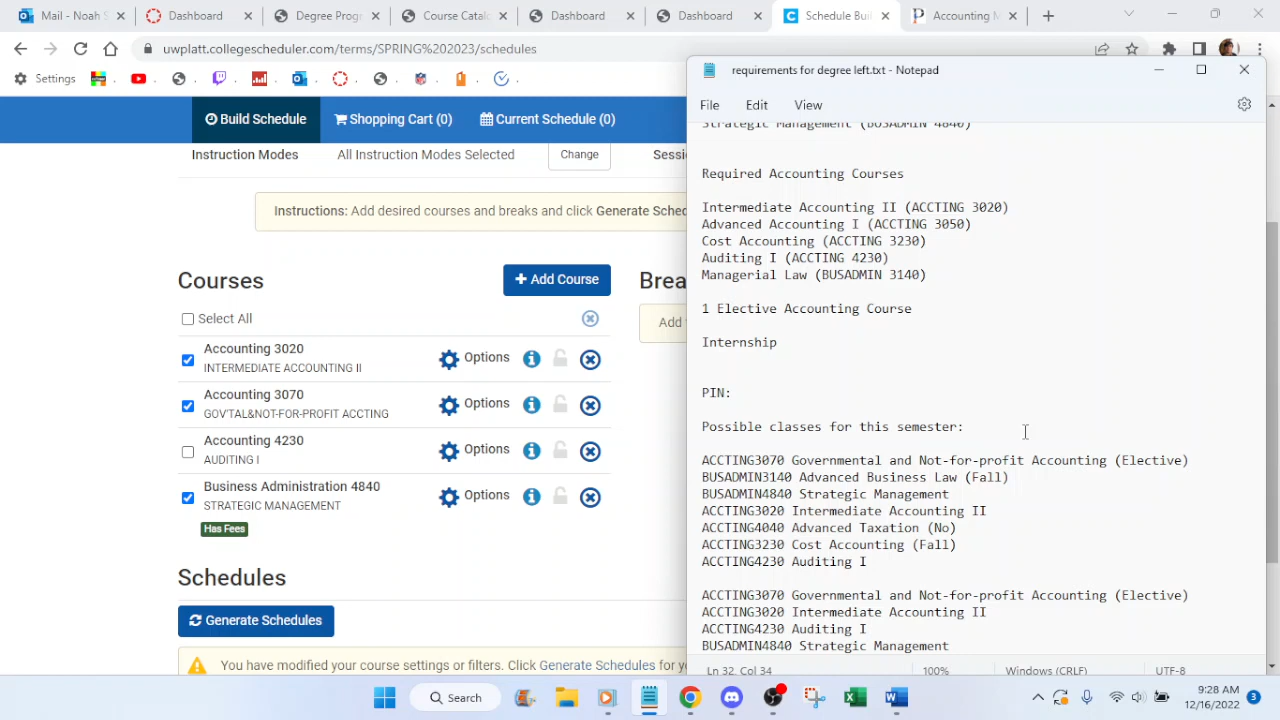 Mail - Noah S
Dashboard
Degree Prog
Course Catal
Dashboard
Dashboard
Schedule Bui
Accounting M
uwplatt.collegescheduler.com/terms/SPRING%202023/schedules
Settings
Build Schedule
Shopping Cart (0)
Current Schedule (0)
Instruction Modes
All Instruction Modes Selected
Change
Sessi
Instructions: Add desired courses and breaks and click Generate Sched
Courses
+ Add Course
Brea
Select All
Add
Accounting 3020
INTERMEDIATE ACCOUNTING II
Options
Accounting 3070
GOV'TAL&NOT-FOR-PROFIT ACCTING
Options
Accounting 4230
AUDITING I
Options
Business Administration 4840
STRATEGIC MANAGEMENT
Options
Has Fees
Schedules
Generate Schedules
You have modified your course settings or filters. Click Generate Schedules for yo
requirements for degree left.txt - Notepad
File
Edit
View
Strategic Management (BUSADMIN 4840)
Required Accounting Courses
Intermediate Accounting II (ACCTING 3020)
Advanced Accounting I (ACCTING 3050)
Cost Accounting (ACCTING 3230)
Auditing I (ACCTING 4230)
Managerial Law (BUSADMIN 3140)
1 Elective Accounting Course
Internship
PIN:
Possible classes for this semester:
ACCTING3070 Governmental and Not-for-profit Accounting (Elective)
BUSADMIN3140 Advanced Business Law (Fall)
BUSADMIN4840 Strategic Management
ACCTING3020 Intermediate Accounting II
ACCTING4040 Advanced Taxation (No)
ACCTING3230 Cost Accounting (Fall)
ACCTING4230 Auditing I
ACCTING3070 Governmental and Not-for-profit Accounting (Elective)
ACCTING3020 Intermediate Accounting II
ACCTING4230 Auditing I
BUSADMIN4840 Strategic Management
Ln 32, Col 34
100%
Windows (CRLF)
UTF-8
Search
9:28 AM
12/16/2022
3